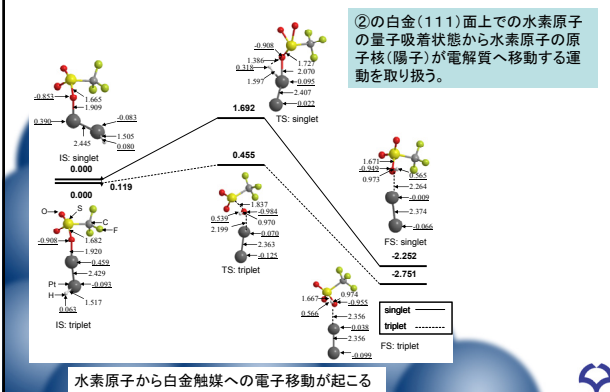 ②の白金(111)面上での水素原子
の量子吸着状態から水素原子の原
子核(陽子)が電解質へ移動する運
動を取り扱う。
-0.853
1.665
1.909
0.390
-0.083
2.445
1.505
0.080
IS: singlet
0.000
0.119
0.000
-0.908
1.386
0.318
1.597
1.727
2.070
0.095
2.407
0.022
TS: singlet
1.692
0.455
1.671
-0.949
0.973
0.565
2.264
-0.009
2.374
-0.066
FS: singlet
-2.252
-2.751
O
S
C
F
-0.908
1.682
1.920
0.459
2.429
Pt
-0.093
H
1.517
0.063
IS: triplet
1.837
-0.984
0.539
0.970
2.199
-0.070
2.363
-0.125
TS: triplet
0.974
1.667
-0.955
0.566
2.356
0.038
2.356
-0.099
FS: triplet
singlet
triplet
水素原子から白金触媒への電子移動が起こる